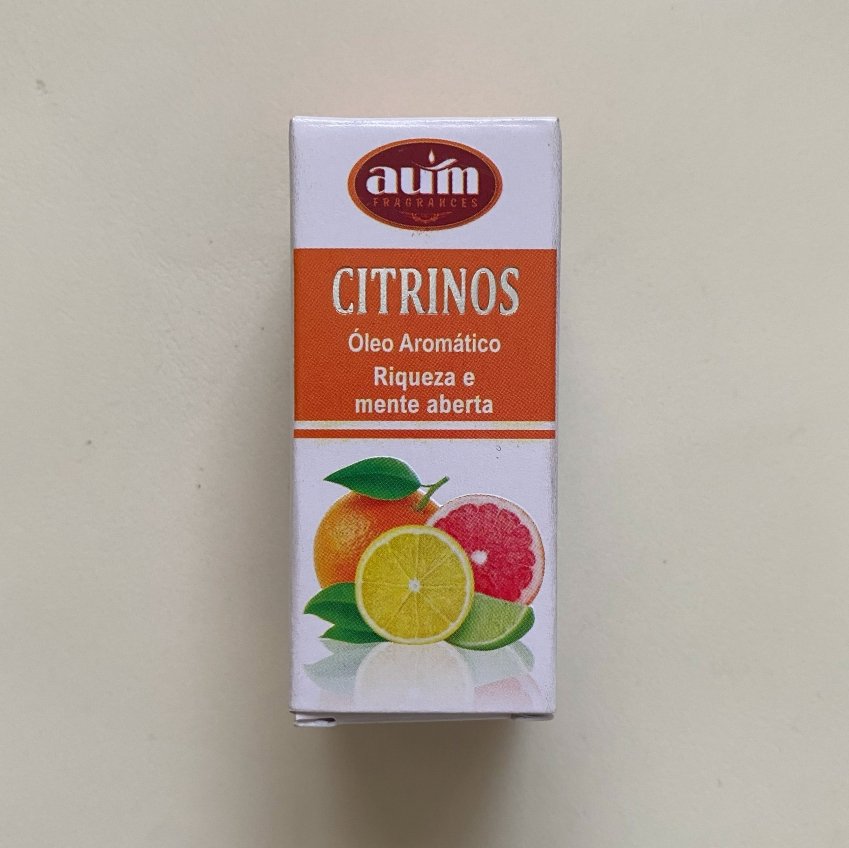 aum
FRAGRANCES
CITRINOS
Óleo Aromático
Riqueza e
mente aberta